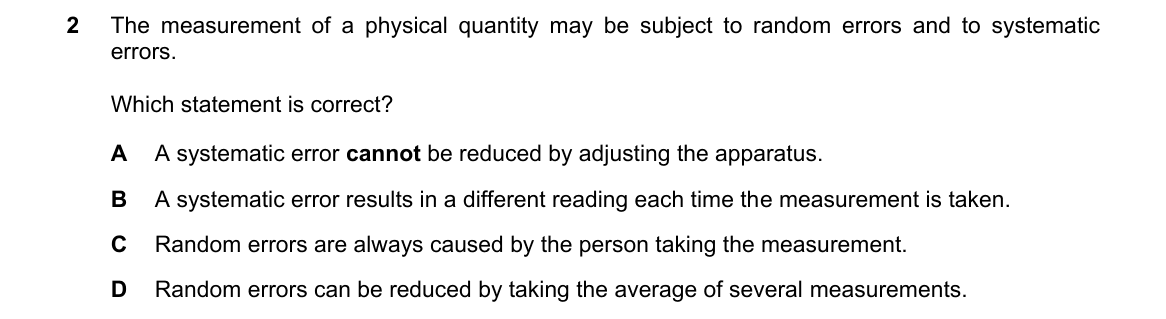 2 The measurement of a physical quantity may be subject to random errors and to systematic
errors.
Which statement is correct?
A A systematic error cannot be reduced by adjusting the apparatus.
B A systematic error results in a different reading each time the measurement is taken.
C Random errors are always caused by the person taking the measurement.
D Random errors can be reduced by taking the average of several measurements.